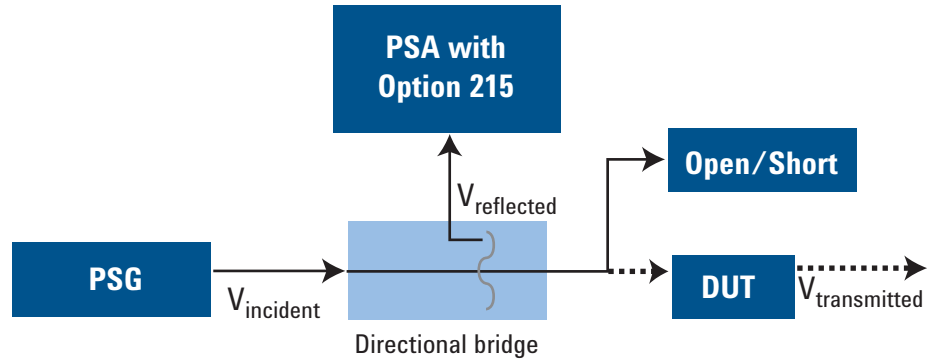 PSA with
Option 215
Open/Short
Vreflected
PSG
Vincident
DUT
Vtransmitted
Directional bridge